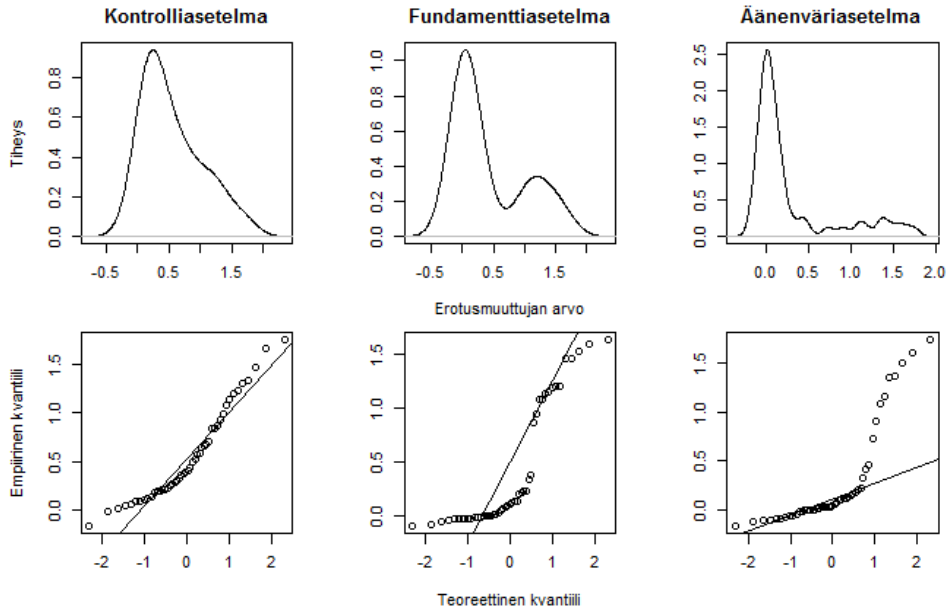 Kontrolliasetelma
Fundamenttiasetelma
Äänenväriasetelma
Tiheys
0.0 0.2 0.4 0.6 0.8
-0.5 0.5 1.5
0.0 0.2 0.4 0.6 0.8 1.0
-0.5 0.5 1.5
0.0 0.5 1.0 1.5 2.0 2.5
0.0 0.5 1.0 1.5 2.0
Erotusmuuttujan arvo
Empiirinen kvantiili
0.0 0.5 1.0 1.5
-2 -1 0 1 2
0.0 0.5 1.0 1.5
-2 -1 0 1 2
0.0 0.5 1.0 1.5
-2 -1 0 1 2
Teoreettinen kvantiili